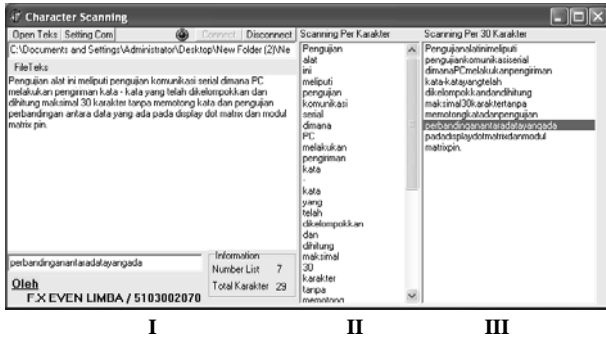 Character Scanning
Open Teks Setting Com Connect Disconnect
C:\Documents and Settings\Administrator\Desktop\New Folder (2)\Ne
File Teks
Pengujian alat ini meliputi pengujian komunikasi serial dimana PC
melakukan pengiriman kata - kata yang telah dikelompokkan dan
dihitung maksimal 30 karakter tanpa memotong kata dan pengujian
perbandingan antara data yang ada pada display dot matrix dan modul
matrix pin.
perbandinganantaradatayangada
Information
Number List 7
Total Karakter 29
Oleh
F.X EVEN LIMBA / 5103002070
Scanning Per Karakter
Pengujian
alat
ini
meliputi
pengujian
komunikasi
serial
dimana
PC
melakukan
pengiriman
kata
-
kata
yang
telah
dikelompokkan
dan
dihitung
maksimal
30
karakter
tanpa
memotong
Scanning Per 30 Karakter
Pengujianalatinimeliputi
pengujiankomunikasiserial
dimanaPCmelakukanpengiriman
kata-katayangtelah
dikelompokkandandihitung
maksimal30karaktertanpa
memotongkatadanpengujian
perbandinganantaradatayangada
padadisplaydotmatrixdanmodul
matrixpin.
I II III